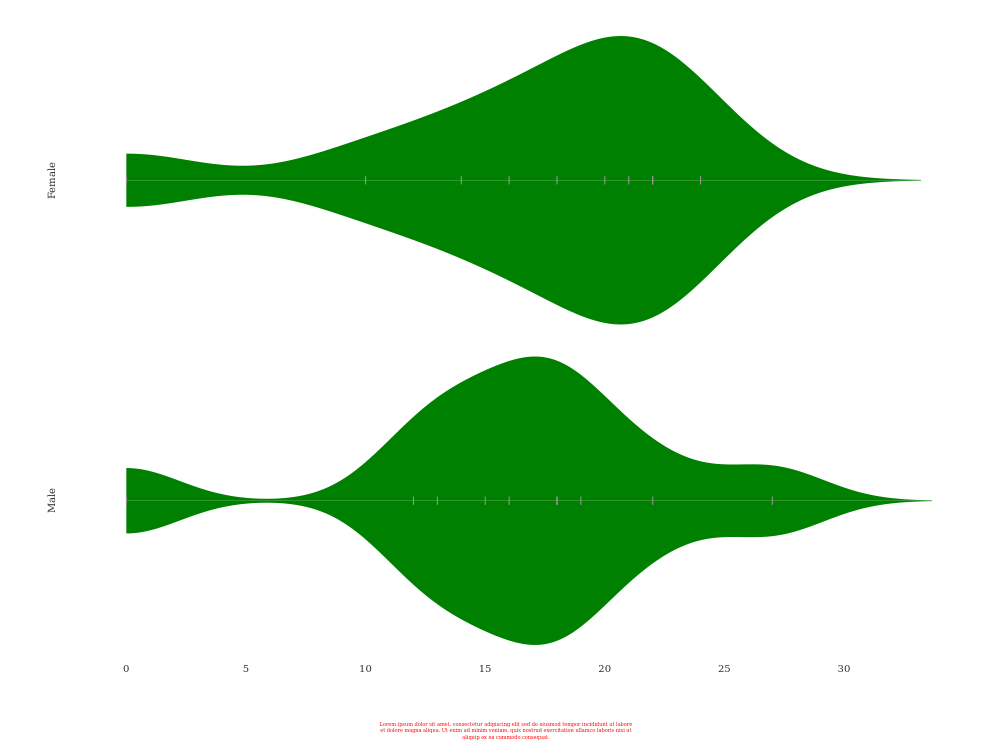 Female
Male
0 5 10 15 20 25 30
Lorem ipsum dolor sit amet, consectetur adipiscing elit sed do eiusmod tempor incididunt ut labore
et dolore magna aliqua. Ut enim ad minim veniam, quis nostrud exercitation ullamco laboris nisi ut
aliquip ex ea commodo consequat.